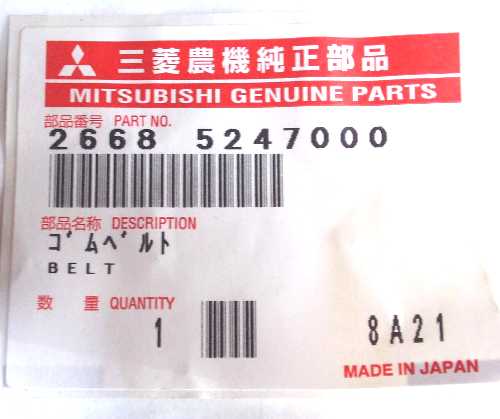 三菱農機純正部品
MITSUBISHI GENUINE PARTS
部品番号 PART NO.
2668 5247000
部品名称 DESCRIPTION
ｺﾞﾑﾍﾞﾙﾄ
BELT
数 量 QUANTITY
1 8A21
MADE IN JAPAN